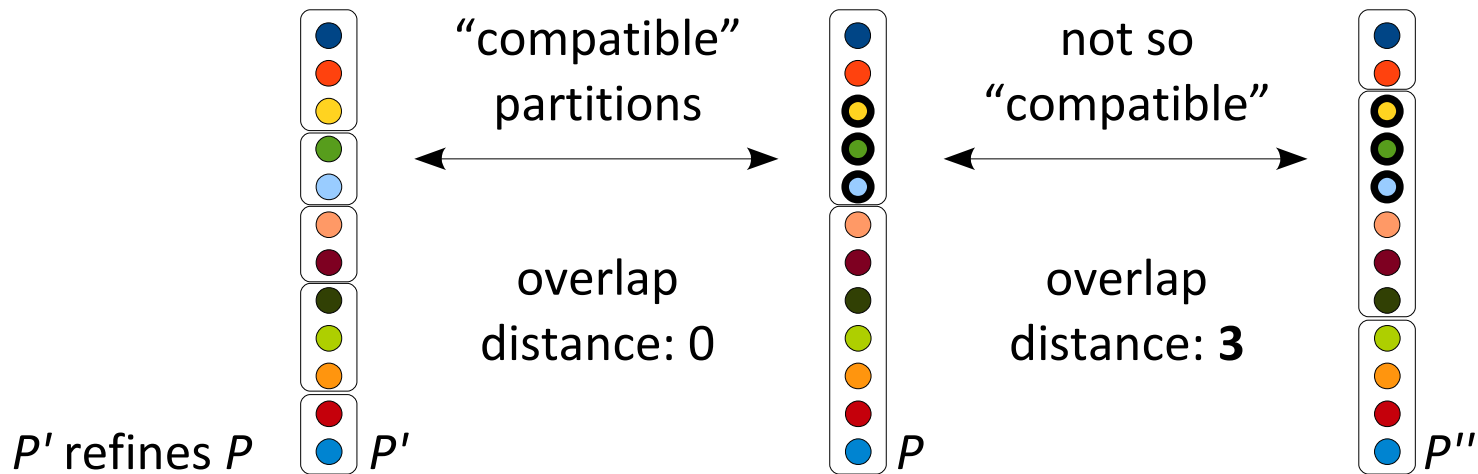 “compatible”
partitions
not so
“compatible”
overlap
distance: 0
overlap
distance: 3
P' refines P
P'
P
P''